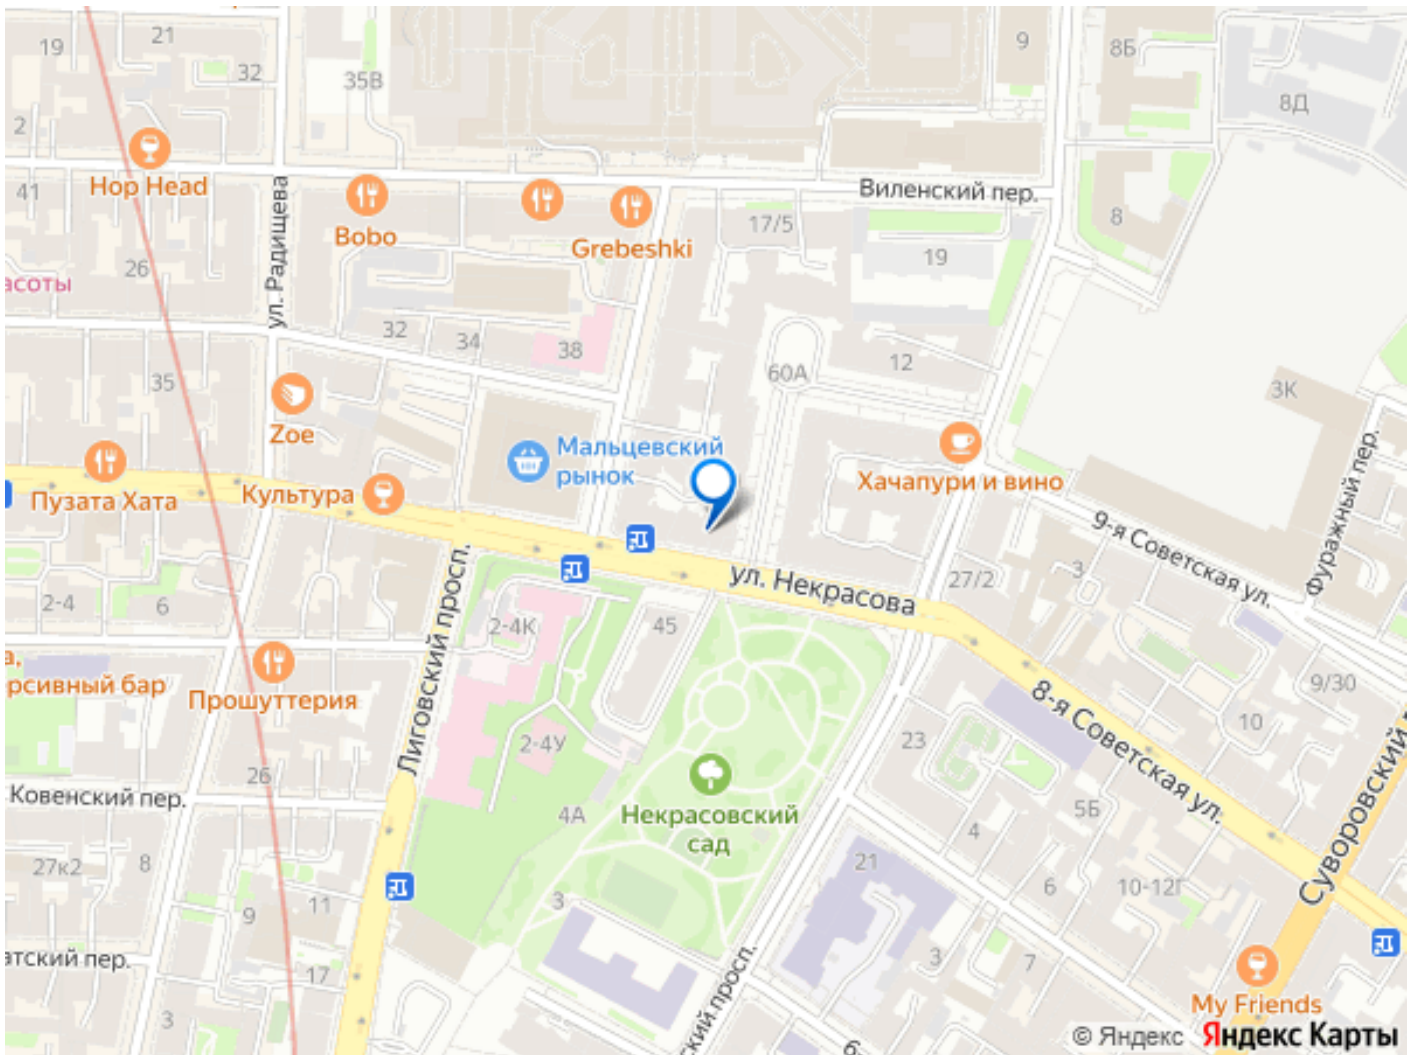 19
21
32
35В
9
8Б
8Д
2
Hop Head
41
ул. Радищева
Bobo
Grebeshki
17/5
Виленский пер.
19
8
26
асоты
32
34
38
60А
12
3К
35
Zoe
Мальцевский
рынок
Пузата Хата
Культура
Хачапури и вино
9-я Советская ул.
Фуражный пер.
ул. Некрасова
27/2
3
2-4
6
Лиговский просп.
2-4К
45
а,
рсивный бар
Прошуттерия
9/30
10
8-я Советская ул.
Суворовский
23
2-4У
26
Ковенский пер.
4А
Некрасовский
сад
5Б
4
27к2
8
21
6
10-12Г
9
11
3
атский пер.
17
3
7
ский просп.
3
6-
My Friends
© Яндекс Яндекс Карты